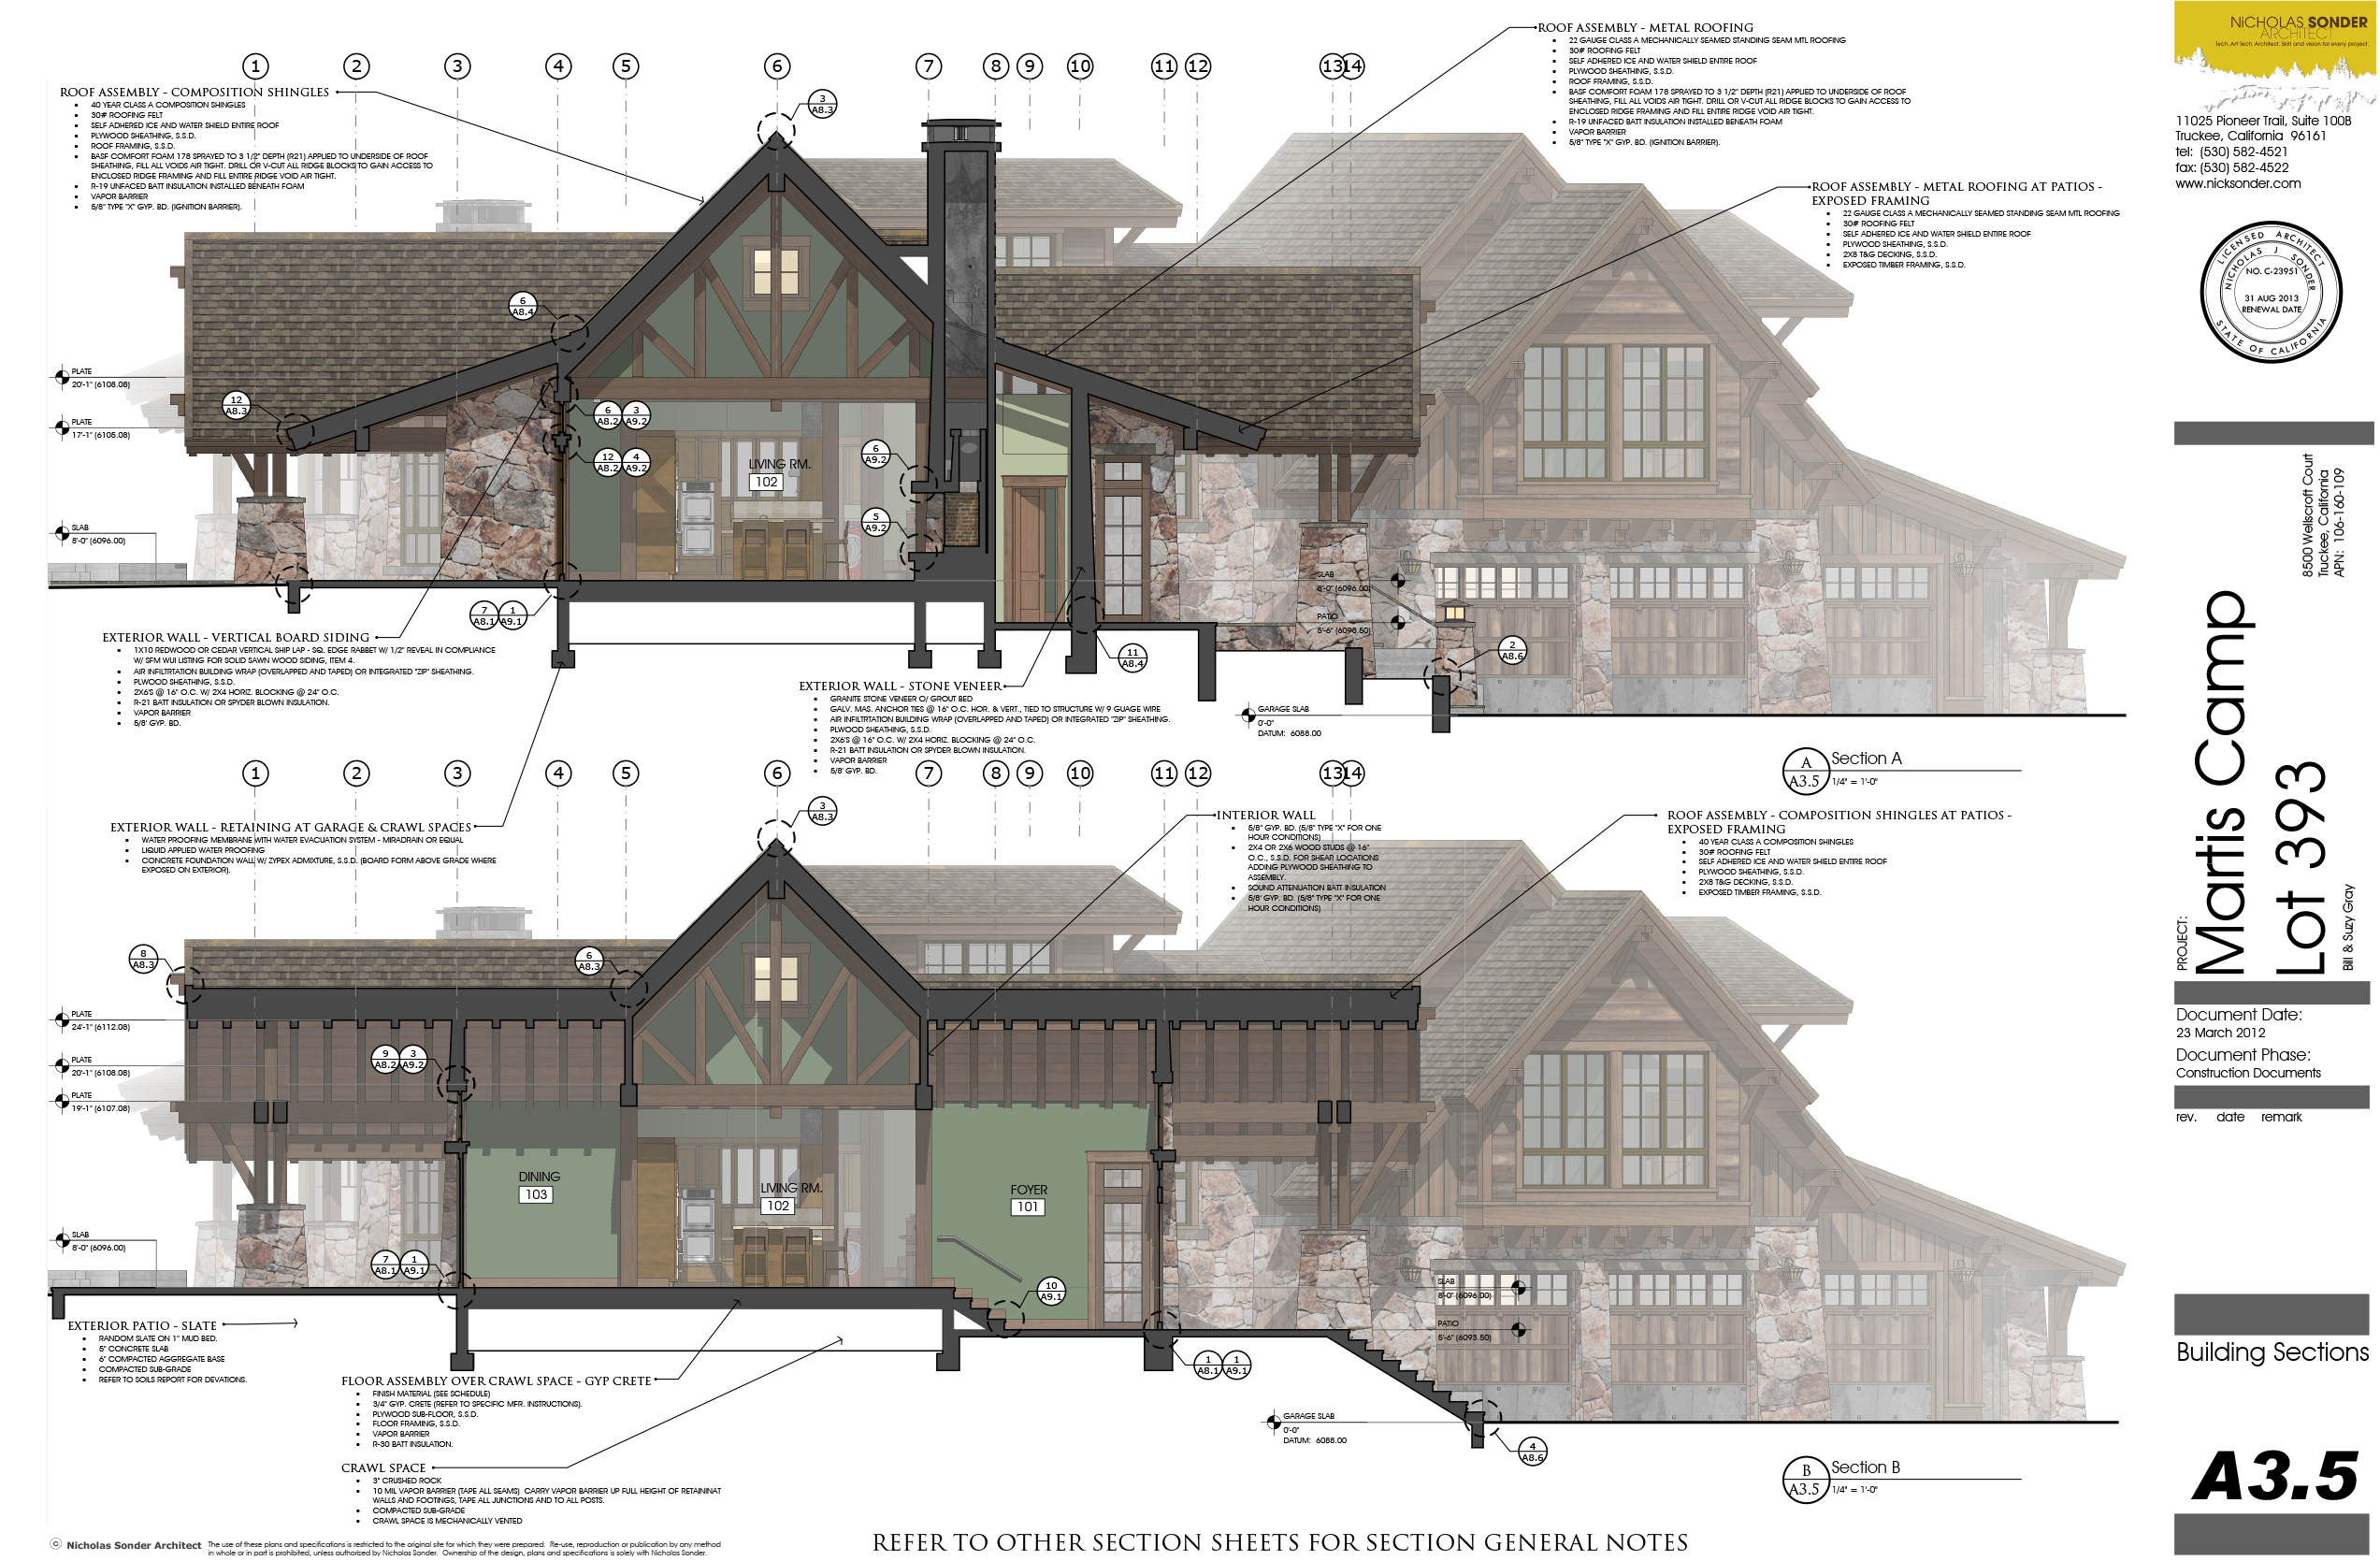 1 2 3 4 5 6 7 8 9 10 11 12 13 14
ROOF ASSEMBLY - COMPOSITION SHINGLES
• 40 YEAR CLASS A COMPOSITION SHINGLES
• 30# ROOFING FELT
• SELF ADHERED ICE AND WATER SHIELD ENTIRE ROOF
• PLYWOOD SHEATHING, S.S.D.
• ROOF FRAMING, S.S.D.
• BASF COMFORT FOAM 178 SPRAYED TO 3 1/2" DEPTH (R21) APPLIED TO UNDERSIDE OF ROOF
SHEATHING, FILL ALL VOIDS AIR TIGHT. DRILL OR V-CUT ALL RIDGE BLOCKS TO GAIN ACCESS TO
ENCLOSED RIDGE FRAMING AND FILL ENTIRE RIDGE VOID AIR TIGHT.
• R-19 UNFACED BATT INSULATION INSTALLED BENEATH FOAM
• VAPOR BARRIER
• 5/8" TYPE "X" GYP. BD. (IGNITION BARRIER).
ROOF ASSEMBLY - METAL ROOFING
• 22 GAUGE CLASS A MECHANICALLY SEAMED STANDING SEAM MTL ROOFING
• 30# ROOFING FELT
• SELF ADHERED ICE AND WATER SHIELD ENTIRE ROOF
• PLYWOOD SHEATHING, S.S.D.
• ROOF FRAMING, S.S.D.
• BASF COMFORT FOAM 178 SPRAYED TO 3 1/2" DEPTH (R21) APPLIED TO UNDERSIDE OF ROOF
SHEATHING, FILL ALL VOIDS AIR TIGHT. DRILL OR V-CUT ALL RIDGE BLOCKS TO GAIN ACCESS TO
ENCLOSED RIDGE FRAMING AND FILL ENTIRE RIDGE VOID AIR TIGHT.
• R-19 UNFACED BATT INSULATION INSTALLED BENEATH FOAM
• VAPOR BARRIER
• 5/8" TYPE "X" GYP. BD. (IGNITION BARRIER).
ROOF ASSEMBLY - METAL ROOFING AT PATIOS -
EXPOSED FRAMING
• 22 GAUGE CLASS A MECHANICALLY SEAMED STANDING SEAM MTL ROOFING
• 30# ROOFING FELT
• SELF ADHERED ICE AND WATER SHIELD ENTIRE ROOF
• PLYWOOD SHEATHING, S.S.D.
• 2X8 T&G DECKING, S.S.D.
• EXPOSED TIMBER FRAMING, S.S.D.
3
A8.3
6
A8.4
12
A8.3
6 3
A8.2 A9.2
12 4
A8.2 A9.2
6
A9.2
5
A9.2
7 1
A8.1 A9.1
11
A8.4
2
A8.6
PLATE
20'-1" (6108.08)
PLATE
17'-1" (6105.08)
SLAB
8'-0" (6096.00)
LIVING RM.
102
SLAB
8'-0" (6096.00)
PATIO
5'-6" (6093.50)
GARAGE SLAB
0'-0"
DATUM: 6088.00
EXTERIOR WALL - VERTICAL BOARD SIDING
• 1X10 REDWOOD OR CEDAR VERTICAL SHIP LAP - SQ. EDGE RABBET W/ 1/2" REVEAL IN COMPLIANCE
W/ SFM WUI LISTING FOR SOLID SAWN WOOD SIDING, ITEM 4.
• AIR INFILTRTATION BUILDING WRAP (OVERLAPPED AND TAPED) OR INTEGRATED "ZIP" SHEATHING.
• PLWOOD SHEATHING, S.S.D.
• 2X6'S @ 16" O.C. W/ 2X4 HORIZ. BLOCKING @ 24" O.C.
• R-21 BATT INSULATION OR SPYDER BLOWN INSULATION.
• VAPOR BARRIER
• 5/8' GYP. BD.
EXTERIOR WALL - STONE VENEER
• GRANITE STONE VENEER O/ GROUT BED
• GALV. MAS. ANCHOR TIES @ 16" O.C. HOR. & VERT., TIED TO STRUCTURE W/ 9 GUAGE WIRE
• AIR INFILTRTATION BUILDING WRAP (OVERLAPPED AND TAPED) OR INTEGRATED "ZIP" SHEATHING.
• PLWOOD SHEATHING, S.S.D.
• 2X6'S @ 16" O.C. W/ 2X4 HORIZ. BLOCKING @ 24" O.C.
• R-21 BATT INSULATION OR SPYDER BLOWN INSULATION.
• VAPOR BARRIER
• 5/8' GYP. BD.
A
A3.5
Section A
1/4" = 1'-0"
1 2 3 4 5 6 7 8 9 10 11 12 13 14
EXTERIOR WALL - RETAINING AT GARAGE & CRAWL SPACES
• WATER PROOFING MEMBRANE WITH WATER EVACUATION SYSTEM - MIRADRAIN OR EQUAL
• LIQUID APPLIED WATER PROOFING
• CONCRETE FOUNDATION WALL W/ ZYPEX ADMIXTURE, S.S.D. (BOARD FORM ABOVE GRADE WHERE
EXPOSED ON EXTERIOR).
INTERIOR WALL
• 5/8" GYP. BD. (5/8" TYPE "X" FOR ONE
HOUR CONDITIONS)
• 2X4 OR 2X6 WOOD STUDS @ 16"
O.C., S.S.D. FOR SHEAR LOCATIONS
ADDING PLYWOOD SHEATHING TO
ASSEMBLY.
• SOUND ATTENUATION BATT INSULATION
• 5/8' GYP. BD. (5/8" TYPE "X" FOR ONE
HOUR CONDITIONS)
ROOF ASSEMBLY - COMPOSITION SHINGLES AT PATIOS -
EXPOSED FRAMING
• 40 YEAR CLASS A COMPOSITION SHINGLES
• 30# ROOFING FELT
• SELF ADHERED ICE AND WATER SHIELD ENTIRE ROOF
• PLYWOOD SHEATHING, S.S.D.
• 2X8 T&G DECKING, S.S.D.
• EXPOSED TIMBER FRAMING, S.S.D.
3
A8.3
8
A8.3
6
A8.3
9 3
A8.2 A9.2
7 1
A8.1 A9.1
10
A9.1
1 1
A8.1 A9.1
4
A8.6
PLATE
24'-1" (6112.08)
PLATE
20'-1" (6108.08)
PLATE
19'-1" (6107.08)
SLAB
8'-0" (6096.00)
DINING
103
LIVING RM.
102
FOYER
101
SLAB
8'-0" (6096.00)
PATIO
5'-6" (6093.50)
GARAGE SLAB
0'-0"
DATUM: 6088.00
EXTERIOR PATIO - SLATE
• RANDOM SLATE ON 1" MUD BED.
• 5" CONCRETE SLAB
• 6" COMPACTED AGGREGATE BASE
• COMPACTED SUB-GRADE
• REFER TO SOILS REPORT FOR DEVATIONS.
FLOOR ASSEMBLY OVER CRAWL SPACE - GYP CRETE
• FINISH MATERIAL (SEE SCHEDULE)
• 3/4" GYP. CRETE (REFER TO SPECIFIC MFR. INSTRUCTIONS).
• PLYWOOD SUB-FLOOR, S.S.D.
• FLOOR FRAMING, S.S.D.
• VAPOR BARRIER
• R-30 BATT INSULATION.
CRAWL SPACE
• 3" CRUSHED ROCK
• 10 MIL VAPOR BARRIER (TAPE ALL SEAMS) CARRY VAPOR BARRIER UP FULL HEIGHT OF RETAININAT
WALLS AND FOOTINGS, TAPE ALL JUNCTIONS AND TO ALL POSTS.
• COMPACTED SUB-GRADE
• CRAWL SPACE IS MECHANICALLY VENTED
B
A3.5
Section B
1/4" = 1'-0"
© Nicholas Sonder Architect
The use of these plans and specifications is restricted to the original site for which they were prepared. Re-use, reproduction or publication by any method
in whole or in part is prohibited, unless authorized by Nicholas Sonder. Ownership of the design, plans and specifications is solely with Nicholas Sonder.
REFER TO OTHER SECTION SHEETS FOR SECTION GENERAL NOTES
NiCHOLAS SONDER
ARCHiTECT
Tech Art Tech. Architect. Skill and vision for every project.
11025 Pioneer Trail, Suite 100B
Truckee, California 96161
tel: (530) 582-4521
fax: (530) 582-4522
www.nicksonder.com
LICENSED ARCHITECT
NICHOLAS J SONDER
NO. C-23951
31 AUG 2013
RENEWAL DATE
STATE OF CALIFORNIA
8500 Wellscroft Court
Truckee, California
APN: 106-160-109
PROJECT:
Martis Camp
Lot 393
Bill & Suzy Gray
Document Date:
23 March 2012
Document Phase:
Construction Documents
rev. date remark
Building Sections
A3.5